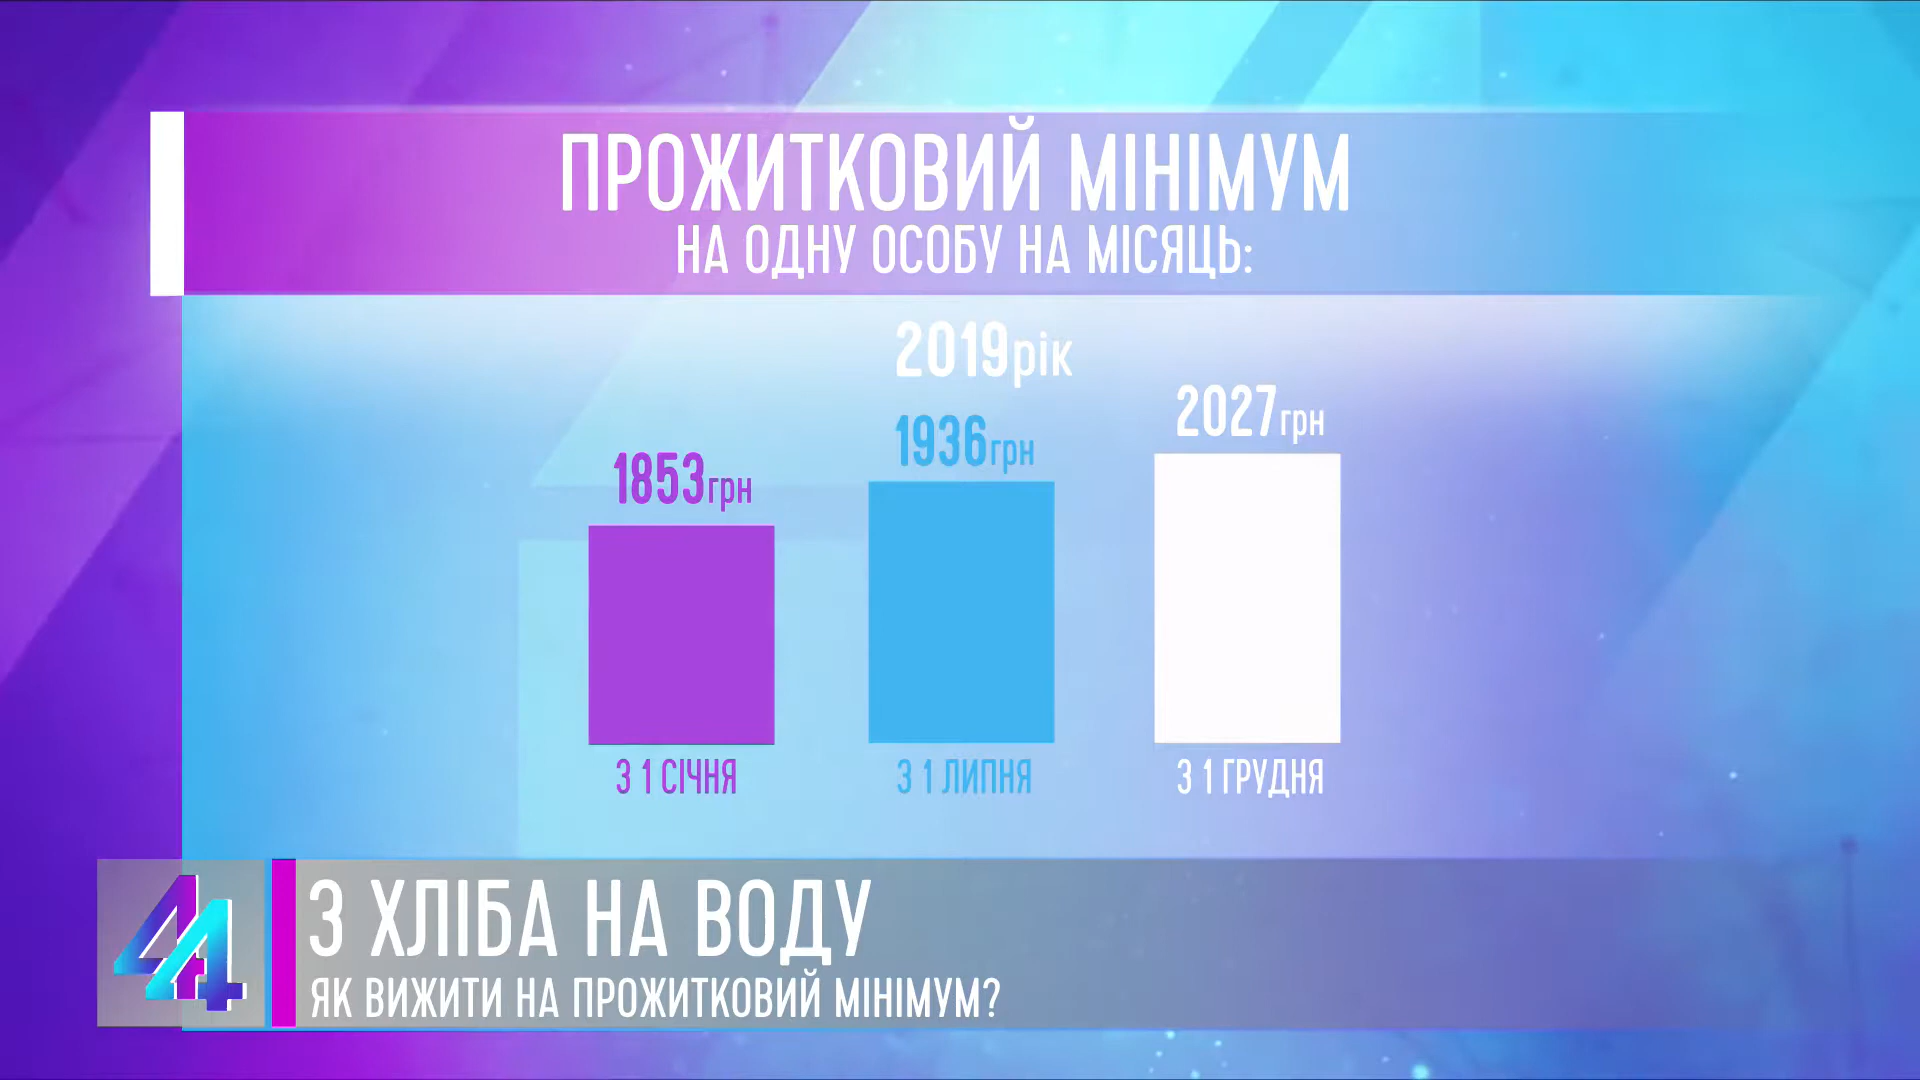 ПРОЖИТКОВИЙ МІНІМУМ
НА ОДНУ ОСОБУ НА МІСЯЦЬ:
2019рік
1853грн
1936грн
2027грн
З 1 СІЧНЯ
З 1 ЛИПНЯ
З 1 ГРУДНЯ
44
З ХЛІБА НА ВОДУ
ЯК ВИЖИТИ НА ПРОЖИТКОВИЙ МІНІМУМ?